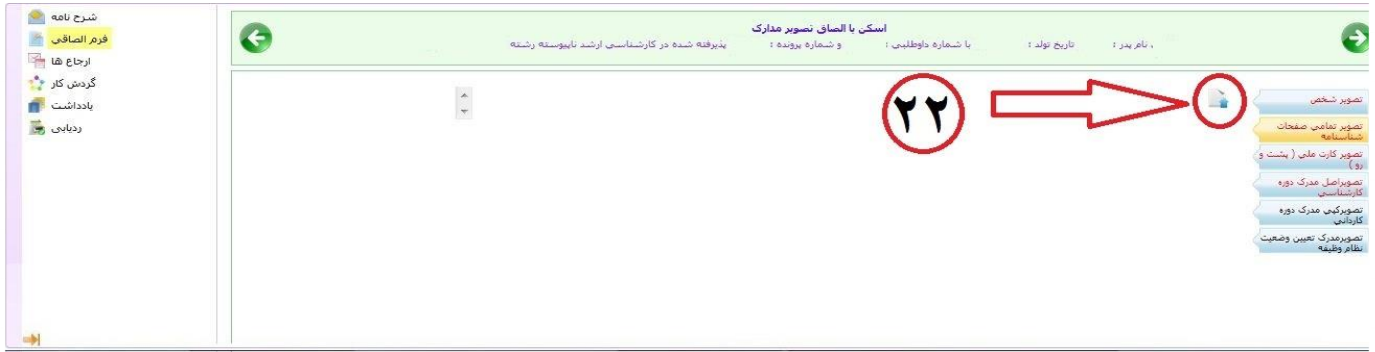 شرح نامه
فرم الصاقی
ارجاع ها
گردش کار
یادداشت
ردیابی
اسکن یا الصاق تصویر مدارک
، نام پدر : تاریخ تولد : با شماره داوطلبی : و شماره پرونده : پذیرفته شده در کارشناسی ارشد ناپیوسته رشته
۲۲
تصویر شخص
تصویر تمامی صفحات
شناسنامه
تصویر کارت ملی ( پشت و
رو )
تصویراصل مدرک دوره
کارشناسی
تصویرکپی مدرک دوره
کاردانی
تصویرمدرک تعیین وضعیت
نظام وظیفه